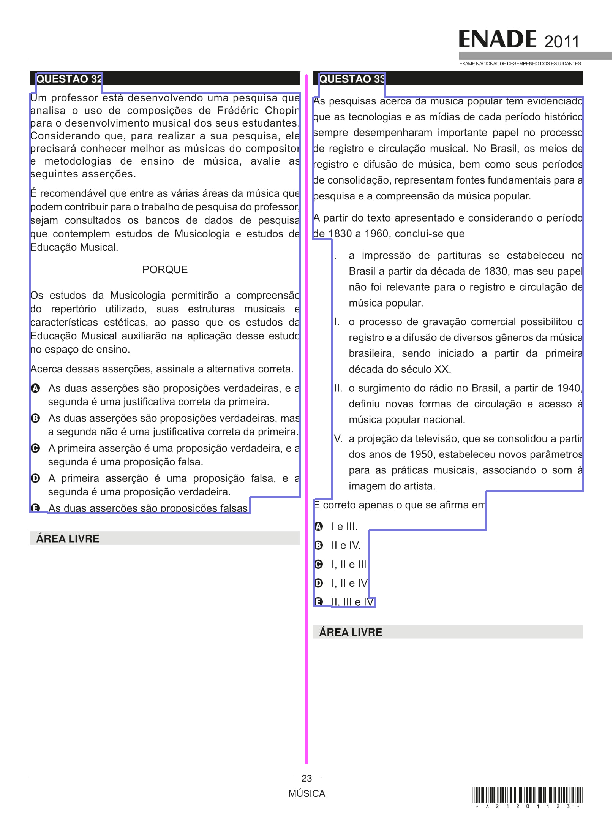 ENADE 2011
EXAME NACIONAL DE DESEMPENHO DOS ESTUDANTES
QUESTÃO 32
Um professor está desenvolvendo uma pesquisa que
analisa o uso de composições de Frédéric Chopin
para o desenvolvimento musical dos seus estudantes.
Considerando que, para realizar a sua pesquisa, ele
precisará conhecer melhor as músicas do compositor
e metodologias de ensino de música, avalie as
seguintes asserções.
É recomendável que entre as várias áreas da música que
podem contribuir para o trabalho de pesquisa do professor,
sejam consultados os bancos de dados de pesquisa
que contemplem estudos de Musicologia e estudos de
Educação Musical.
PORQUE
Os estudos da Musicologia permitirão a compreensão
do repertório utilizado, suas estruturas musicais e
características estéticas, ao passo que os estudos da
Educação Musical auxiliarão na aplicação desse estudo
no espaço de ensino.
Acerca dessas asserções, assinale a alternativa correta.
A As duas asserções são proposições verdadeiras, e a
segunda é uma justificativa correta da primeira.
B As duas asserções são proposições verdadeiras, mas
a segunda não é uma justificativa correta da primeira.
C A primeira asserção é uma proposição verdadeira, e a
segunda é uma proposição falsa.
D A primeira asserção é uma proposição falsa, e a
segunda é uma proposição verdadeira.
E As duas asserções são proposições falsas.
ÁREA LIVRE
QUESTÃO 33
As pesquisas acerca da música popular têm evidenciado
que as tecnologias e as mídias de cada período histórico
sempre desempenharam importante papel no processo
de registro e circulação musical. No Brasil, os meios de
registro e difusão de música, bem como seus períodos
de consolidação, representam fontes fundamentais para a
pesquisa e a compreensão da música popular.
A partir do texto apresentado e considerando o período
de 1830 a 1960, conclui-se que
I. a impressão de partituras se estabeleceu no
Brasil a partir da década de 1830, mas seu papel
não foi relevante para o registro e circulação de
música popular.
II. o processo de gravação comercial possibilitou o
registro e a difusão de diversos gêneros da música
brasileira, sendo iniciado a partir da primeira
década do século XX.
III. o surgimento do rádio no Brasil, a partir de 1940,
definiu novas formas de circulação e acesso à
música popular nacional.
IV. a projeção da televisão, que se consolidou a partir
dos anos de 1950, estabeleceu novos parâmetros
para as práticas musicais, associando o som à
imagem do artista.
É correto apenas o que se afirma em
A I e III.
B II e IV.
C I, II e III.
D I, II e IV.
E II, III e IV.
ÁREA LIVRE
23
MÚSICA